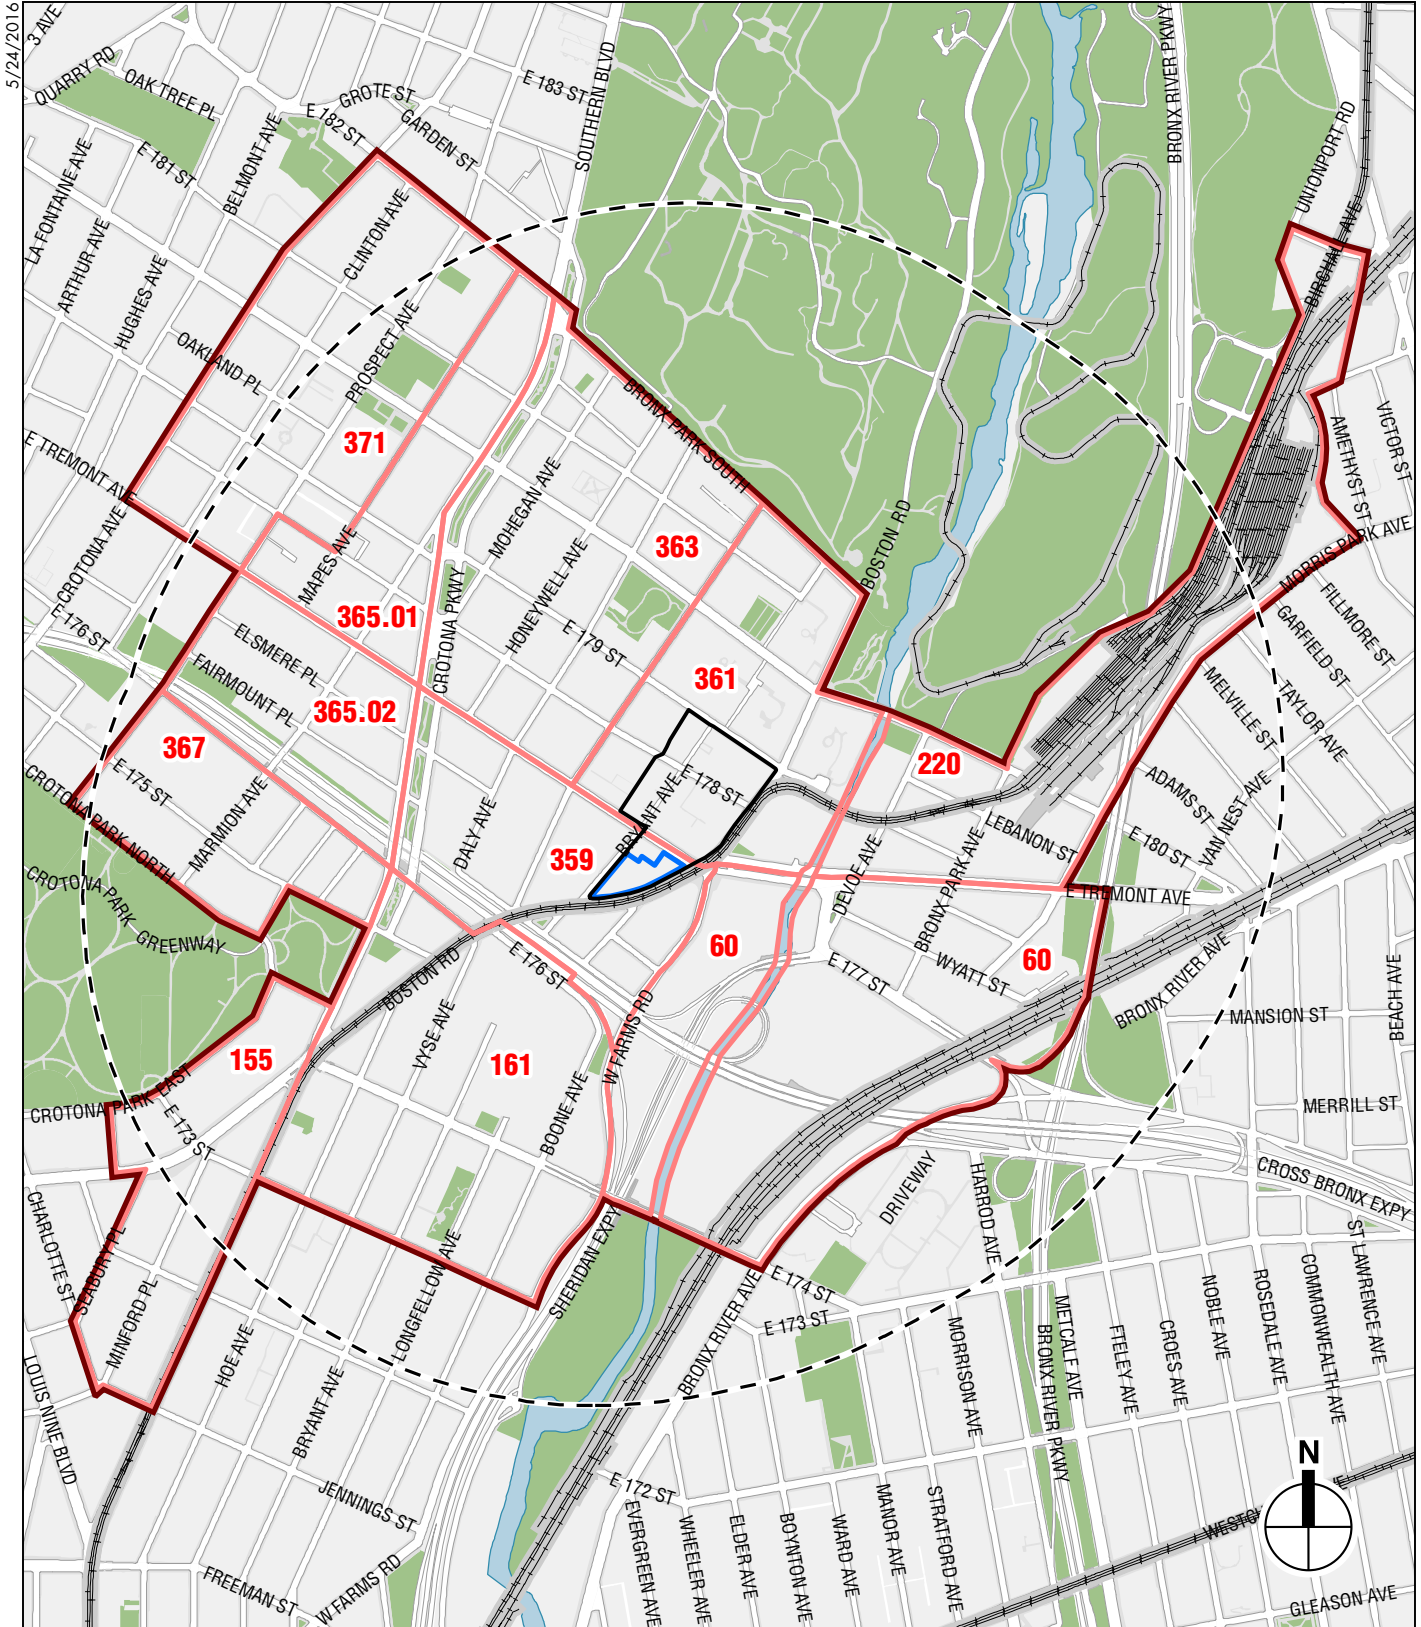 5/24/2016
3 AVE
QUARRY RD
OAK TREE PL
GROTE ST
E 183 ST
SOUTHERN BLVD
BRONX RIVER PKWY
UNIONPORT RD
E 182 ST
GARDEN ST
E 181 ST
BELMONT AVE
LA FONTAINE AVE
ARTHUR AVE
HUGHES AVE
CLINTON AVE
BIRCHALL AVE
OAKLAND PL
PROSPECT AVE
BRONX PARK SOUTH
371
E TREMONT AVE
CROTONA AVE
MAPES AVE
MOHEGAN AVE
HONEYWELL AVE
363
BOSTON RD
AMETHYST ST
VICTOR ST
MORRIS PARK AVE
E 176 ST
365.01
CROTONA PKWY
E 179 ST
FILLMORE ST
GARFIELD ST
ELSMERE PL
FAIRMOUNT PL
365.02
361
MELVILLE ST
TAYLOR AVE
367
220
E 175 ST
CROTONA PARK NORTH
MARMION AVE
E 178 ST
BRYANT AVE
ADAMS ST
VAN NEST AVE
DALY AVE
359
LEBANON ST
E 180 ST
CROTONA PARK GREENWAY
DEVOE AVE
BRONX PARK AVE
E TREMONT AVE
60
60
E 176 ST
E 177 ST
WYATT ST
BOSTON RD
BRONX RIVER AVE
MANSION ST
BEACH AVE
VYSE AVE
W FARMS RD
155
161
BOONE AVE
CROTONA PARK EAST
E 173 ST
MERRILL ST
CROSS BRONX EXPY
DRIVEWAY
HARROD AVE
CHARLOTTE ST
SEABURY PL
MINFORD PL
SHERIDAN EXPY
LONGFELLOW AVE
E 174 ST
E 173 ST
BRONX RIVER AVE
ST LAWRENCE AVE
COMMONWEALTH AVE
ROSEDALE AVE
NOBLE AVE
CROES AVE
FTELEY AVE
METCALF AVE
BRONX RIVER PKWY
MORRISON AVE
HOE AVE
BRYANT AVE
LOUIS NINE BLVD
JENNINGS ST
FREEMAN ST
W FARMS RD
E 172 ST
EVERGREEN AVE
WHEELER AVE
ELDER AVE
BOYNTON AVE
WARD AVE
MANOR AVE
STRATFORD AVE
N
GLEASON AVE